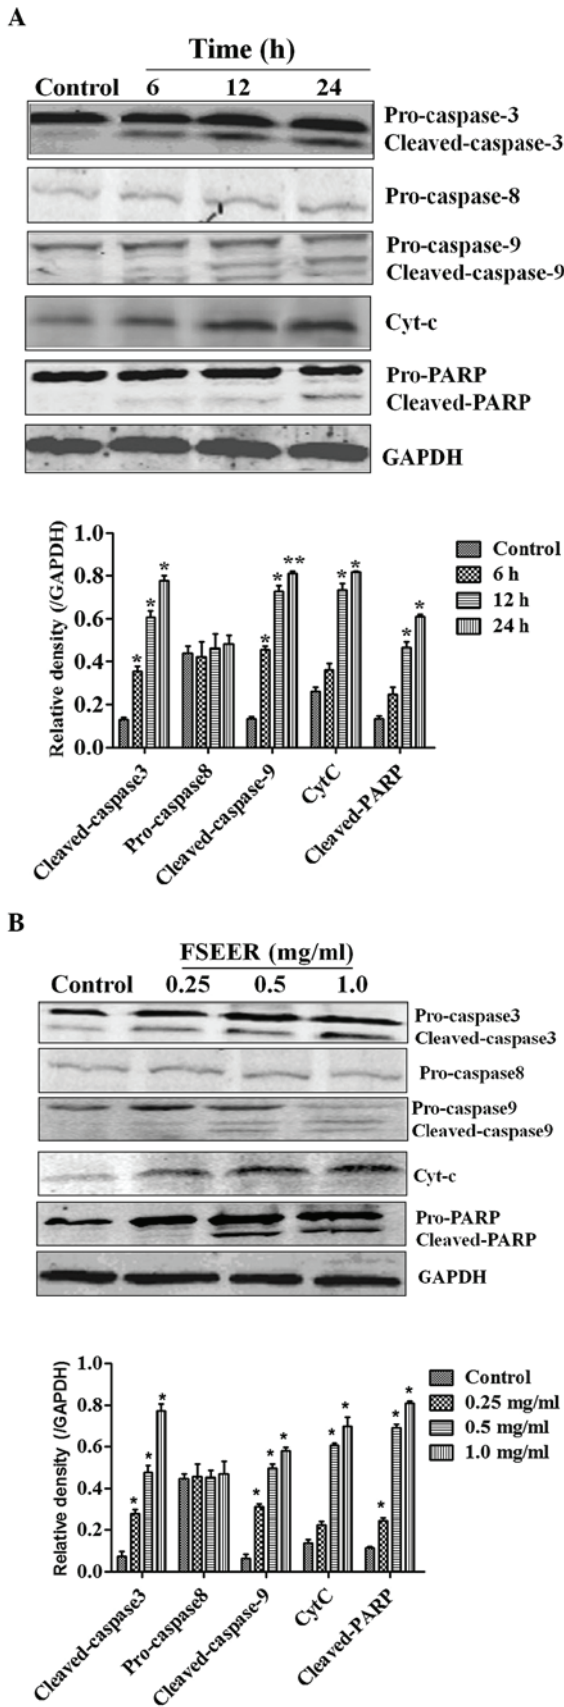 A
Time (h)
Control 6 12 24
Pro-caspase-3
Cleaved-caspase-3
Pro-caspase-8
Pro-caspase-9
Cleaved-caspase-9
Cyt-c
Pro-PARP
Cleaved-PARP
GAPDH
Relative density (/GAPDH)
1.0
0.8
0.6
0.4
0.2
0.0
* * *
* * **
* *
* *
Control
6 h
12 h
24 h
Cleaved-caspase3
Pro-caspase8
Cleaved-caspase-9
CytC
Cleaved-PARP
B
FSEER (mg/ml)
Control 0.25 0.5 1.0
Pro-caspase3
Cleaved-caspase3
Pro-caspase8
Pro-caspase9
Cleaved-caspase9
Cyt-c
Pro-PARP
Cleaved-PARP
GAPDH
Relative density (/GAPDH)
1.0
0.8
0.6
0.4
0.2
0.0
* * *
* * *
* *
* * *
Control
0.25 mg/ml
0.5 mg/ml
1.0 mg/ml
Cleaved-caspase3
Pro-caspase8
Cleaved-caspase-9
CytC
Cleaved-PARP